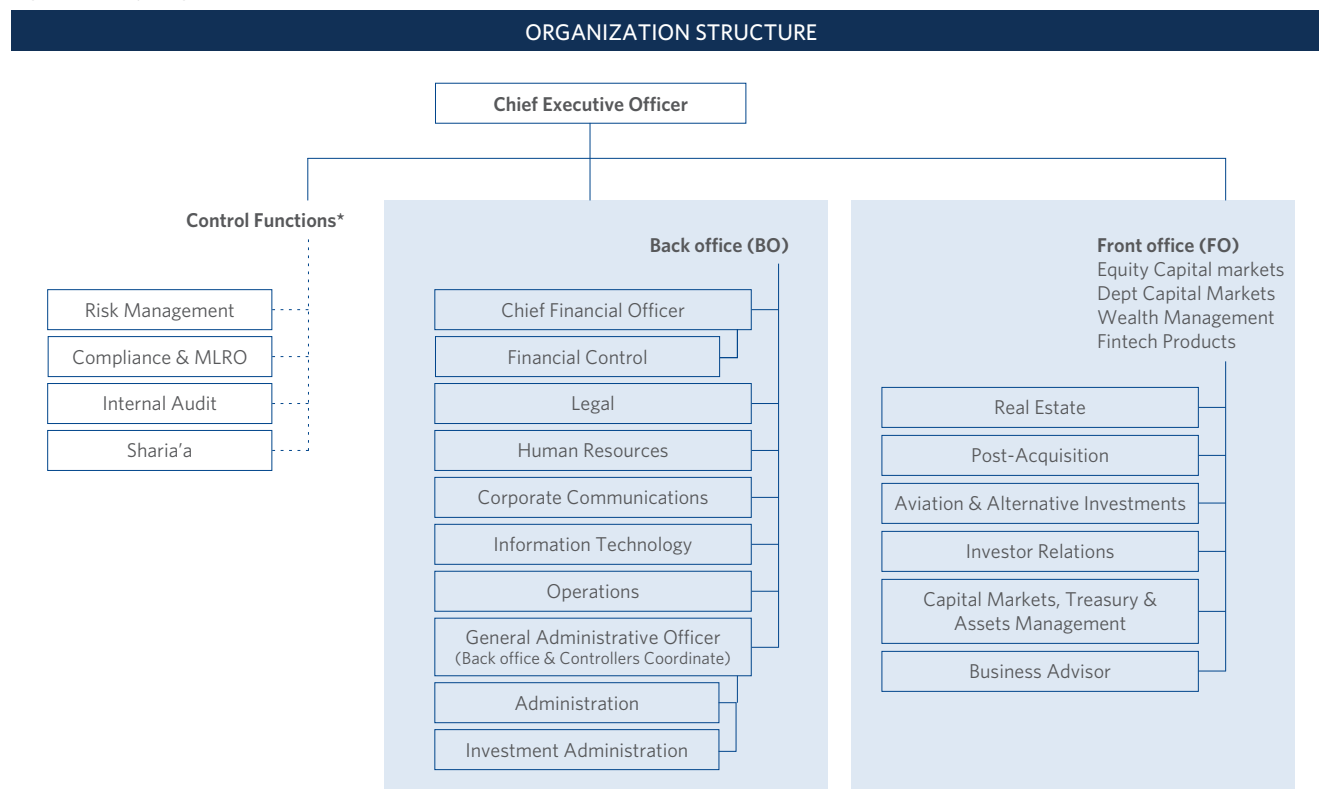 ORGANIZATION STRUCTURE
Chief Executive Officer
Control Functions*
Risk Management
Compliance & MLRO
Internal Audit
Sharia’a
Back office (BO)
Chief Financial Officer
Financial Control
Legal
Human Resources
Corporate Communications
Information Technology
Operations
General Administrative Officer
(Back office & Controllers Coordinate)
Administration
Investment Administration
Front office (FO)
Equity Capital markets
Dept Capital Markets
Wealth Management
Fintech Products
Real Estate
Post-Acquisition
Aviation & Alternative Investments
Investor Relations
Capital Markets, Treasury &
Assets Management
Business Advisor